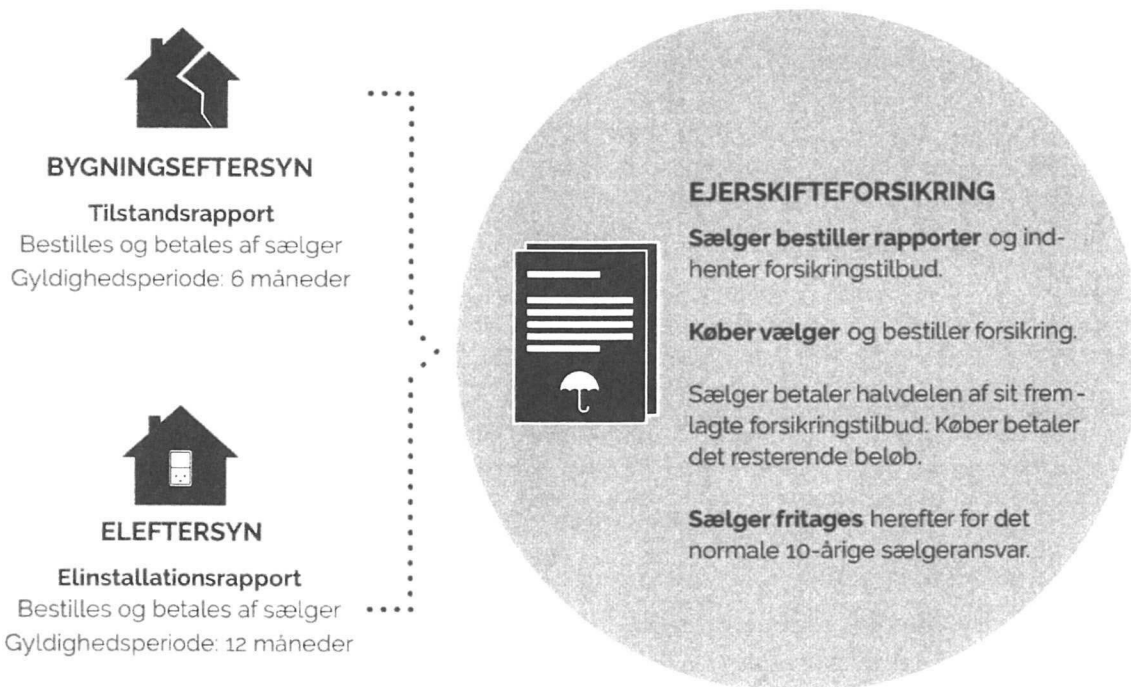 BYGNINGSEFTERSYN
Tilstandsrapport
Bestilles og betales af sælger
Gyldighedsperiode: 6 måneder
ELEFTERSYN
Elinstallationsrapport
Bestilles og betales af sælger
Gyldighedsperiode: 12 måneder
EJERSKIFTEFORSIKRING
Sælger bestiller rapporter og ind-
henter forsikringstilbud.
Køber vælger og bestiller forsikring.
Sælger betaler halvdelen af sit frem-
lagte forsikringstilbud. Køber betaler
det resterende beløb.
Sælger fritages herefter for det
normale 10-årige sælgeransvar.